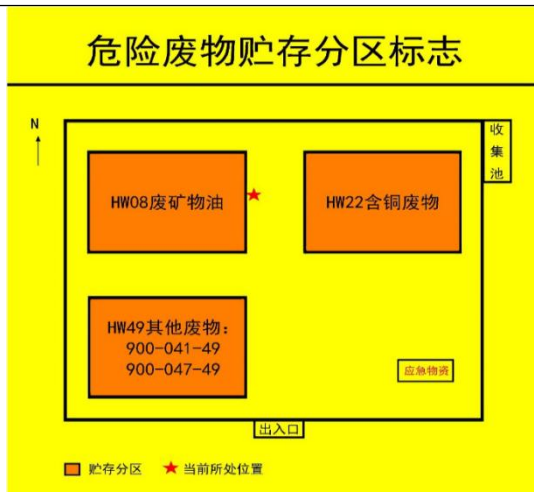 危险废物贮存分区标志
N
收集池
HW08废矿物油
HW22含铜废物
HW49其他废物：
900-041-49
900-047-49
应急物资
出入口
贮存分区
当前所处位置